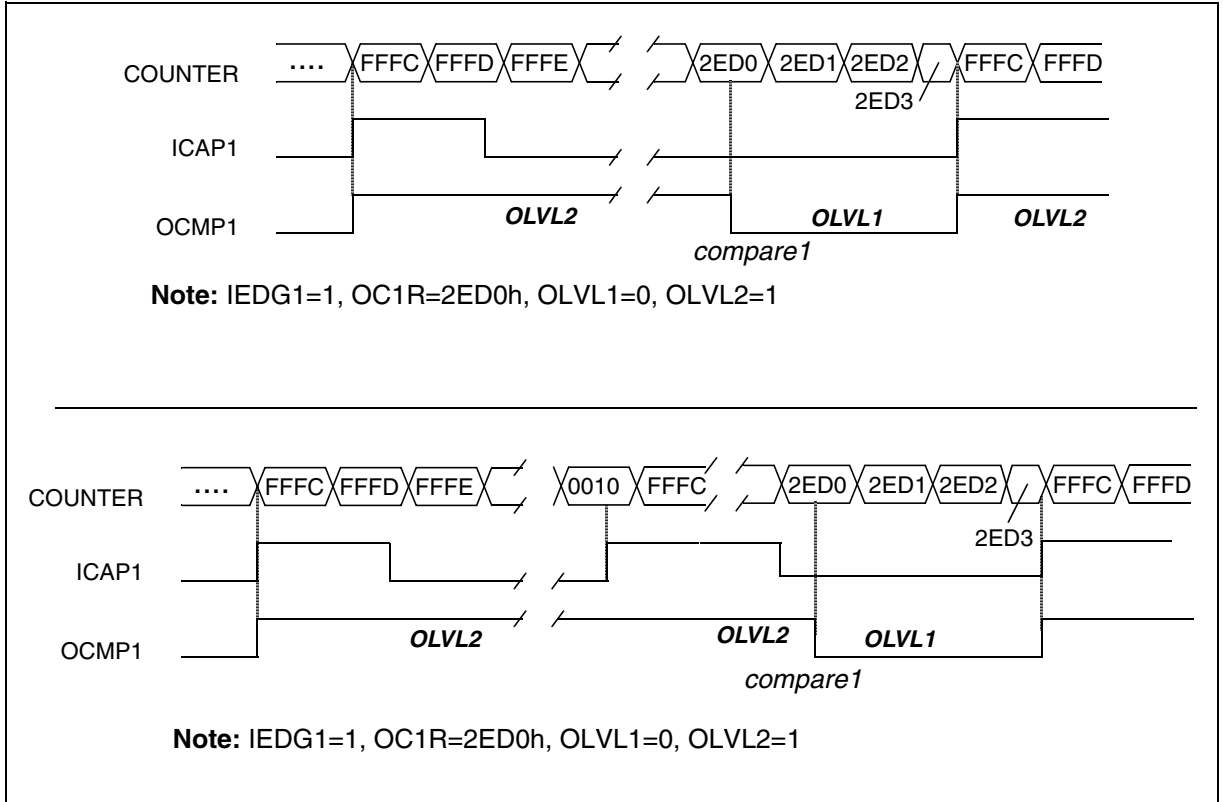 COUNTER .... FFFC FFFD FFFE 2ED0 2ED1 2ED2 FFFC FFFD
2ED3
ICAP1
OLVL2 OLVL1 OLVL2
OCMP1
compare1
Note: IEDG1=1, OC1R=2ED0h, OLVL1=0, OLVL2=1
COUNTER .... FFFC FFFD FFFE 0010 FFFC 2ED0 2ED1 2ED2 FFFC FFFD
2ED3
ICAP1
OLVL2 OLVL2 OLVL1
OCMP1
compare1
Note: IEDG1=1, OC1R=2ED0h, OLVL1=0, OLVL2=1